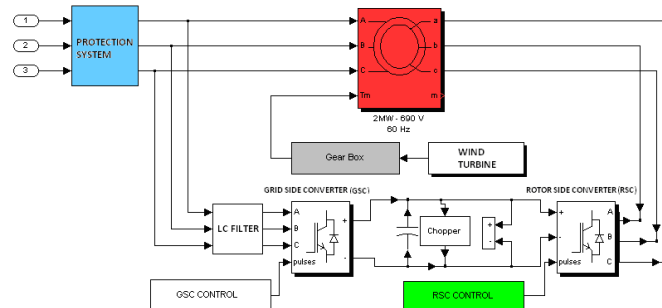 1
2
3
PROTECTION
SYSTEM
A
B
C
Tm
a
b
c
m
2MW - 690 V
60 Hz
Gear Box
WIND
TURBINE
GRID SIDE CONVERTER (GSC)
ROTOR SIDE CONVERTER (RSC)
LC FILTER
A
B
C
pulses
+
-
Chopper
+
-
+
-
pulses
A
B
C
GSC CONTROL
RSC CONTROL